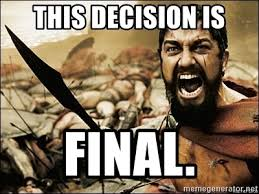 THIS DECISION IS
FINAL.
memegenerator.net